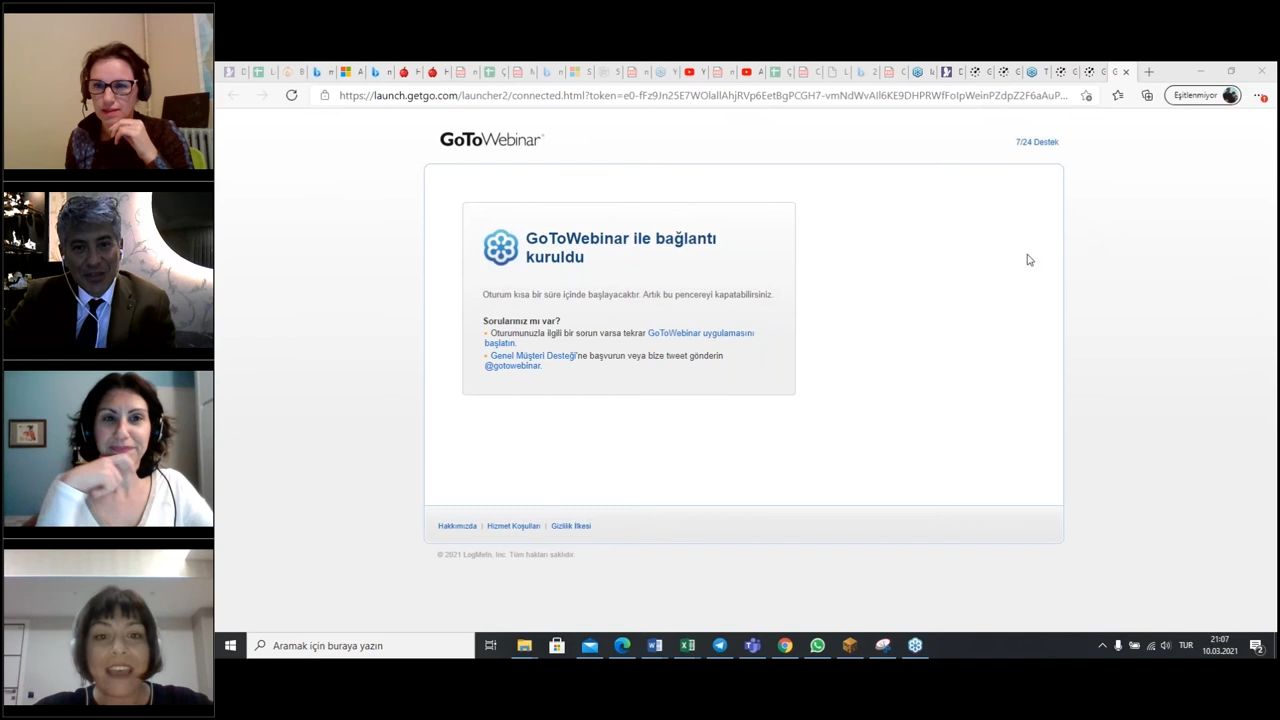 https://launch.getgo.com/launcher2/connected.html?token=
Eşitlenmiyor
GoToWebinar
7/24 Destek
GoToWebinar ile bağlantı
kuruldu
Oturum kısa bir süre içinde başlayacaktır. Artık bu pencereyi kapatabilirsiniz.
Sorularınız mı var?
• Oturumunuzla ilgili bir sorun varsa tekrar GoToWebinar uygulamasını
başlatın.
• Genel Müşteri Desteği'ne başvurun veya bize tweet gönderin
@gotowebinar.
Hakkımızda | Hizmet Koşulları | Gizlilik İlkesi
© 2021 LogMeIn, Inc. Tüm hakları saklıdır.
Aramak için buraya yazın
TUR
21:07
10.03.2021